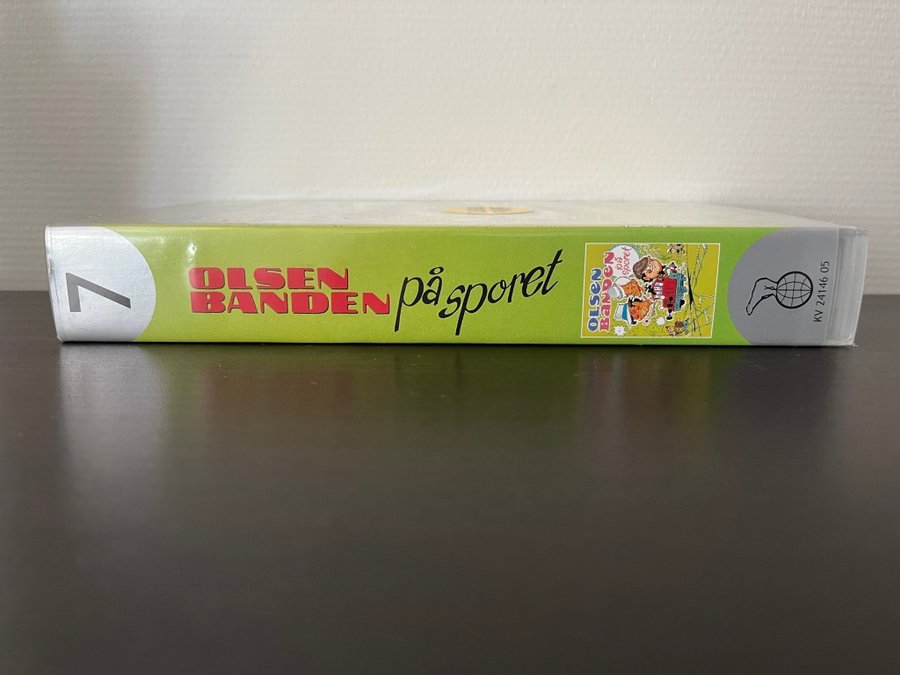 7
OLSEN
BANDEN på sporet
OLSEN
BANDEN
på
sporet
KV 24146 05